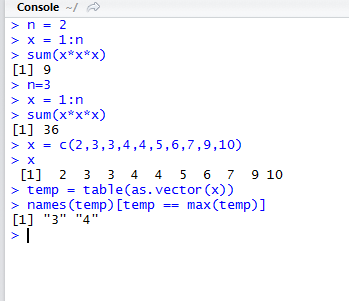 Console ~/
> n = 2
> x = 1:n
> sum(x*x*x)
[1] 9
> n=3
> x = 1:n
> sum(x*x*x)
[1] 36
> x = c(2,3,3,4,4,5,6,7,9,10)
> x
 [1]  2  3  3  4  4  5  6  7  9 10
> temp = table(as.vector(x))
> names(temp)[temp == max(temp)]
[1] "3" "4"
>